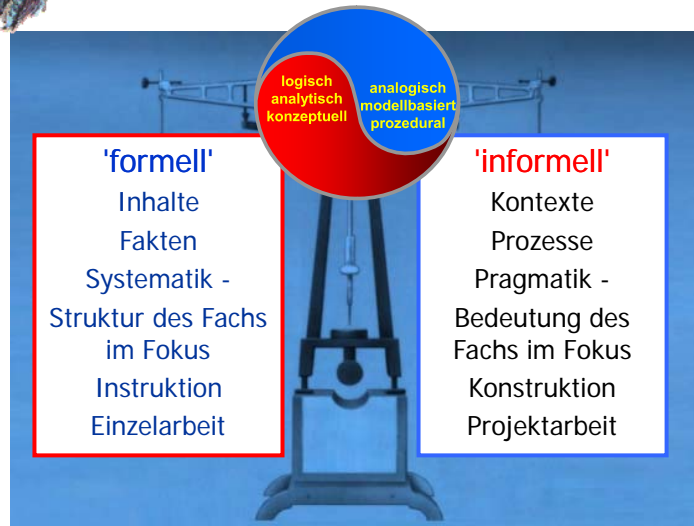 logisch
analytisch
konzeptuell
analogisch
modellbasiert
prozedural
'formell'
Inhalte
Fakten
Systematik -
Struktur des Fachs
im Fokus
Instruktion
Einzelarbeit
'informell'
Kontexte
Prozesse
Pragmatik -
Bedeutung des
Fachs im Fokus
Konstruktion
Projektarbeit